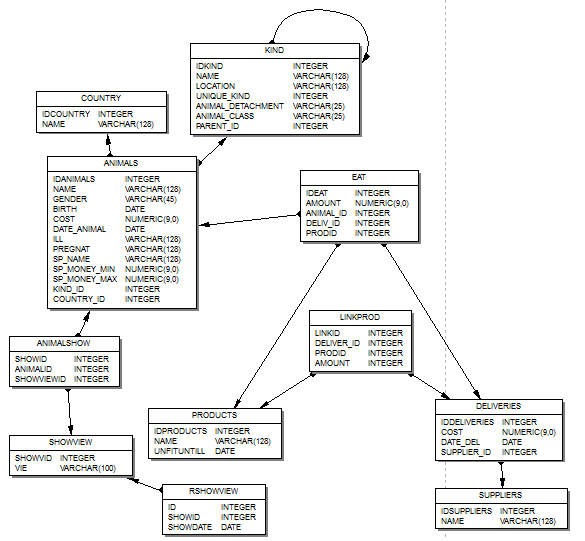 KIND
IDKIND INTEGER
NAME VARCHAR(128)
LOCATION VARCHAR(128)
UNIQUE_KIND INTEGER
ANIMAL_DETACHMENT VARCHAR(25)
ANIMAL_CLASS VARCHAR(25)
PARENT_ID INTEGER
COUNTRY
IDCOUNTRY INTEGER
NAME VARCHAR(128)
ANIMALS
IDANIMALS INTEGER
NAME VARCHAR(128)
GENDER VARCHAR(45)
BIRTH DATE
COST NUMERIC(9,0)
DATE_ANIMAL DATE
ILL VARCHAR(128)
PREGNAT VARCHAR(128)
SP_NAME VARCHAR(128)
SP_MONEY_MIN NUMERIC(9,0)
SP_MONEY_MAX NUMERIC(9,0)
KIND_ID INTEGER
COUNTRY_ID INTEGER
EAT
IDEAT INTEGER
AMOUNT NUMERIC(9,0)
ANIMAL_ID INTEGER
DELIV_ID INTEGER
PRODID INTEGER
LINKPROD
LINKID INTEGER
DELIVER_ID INTEGER
PRODID INTEGER
AMOUNT INTEGER
ANIMALSHOW
SHOWID INTEGER
ANIMALID INTEGER
SHOWVIEWID INTEGER
PRODUCTS
IDPRODUCTS INTEGER
NAME VARCHAR(128)
UNFITUNTILL DATE
DELIVERIES
IDDELIVERIES INTEGER
COST NUMERIC(9,0)
DATE_DEL DATE
SUPPLIER_ID INTEGER
SHOWVIEW
SHOWVID INTEGER
VIE VARCHAR(100)
RSHOWVIEW
ID INTEGER
SHOWID INTEGER
SHOWDATE DATE
SUPPLIERS
IDSUPPLIERS INTEGER
NAME VARCHAR(128)